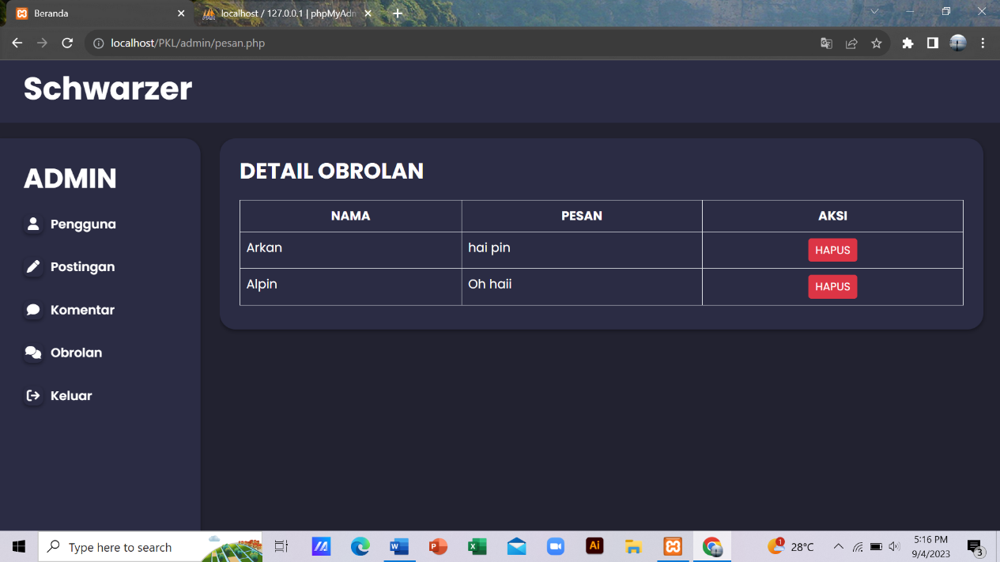 Beranda
localhost / 127.0.0.1 | phpMyAdn
localhost/PKL/admin/pesan.php
Schwarzer
ADMIN
Pengguna
Postingan
Komentar
Obrolan
Keluar
DETAIL OBROLAN
NAMA PESAN AKSI
Arkan hai pin HAPUS
Alpin Oh haii HAPUS
Type here to search
1
28°C
5:16 PM
9/4/2023
3